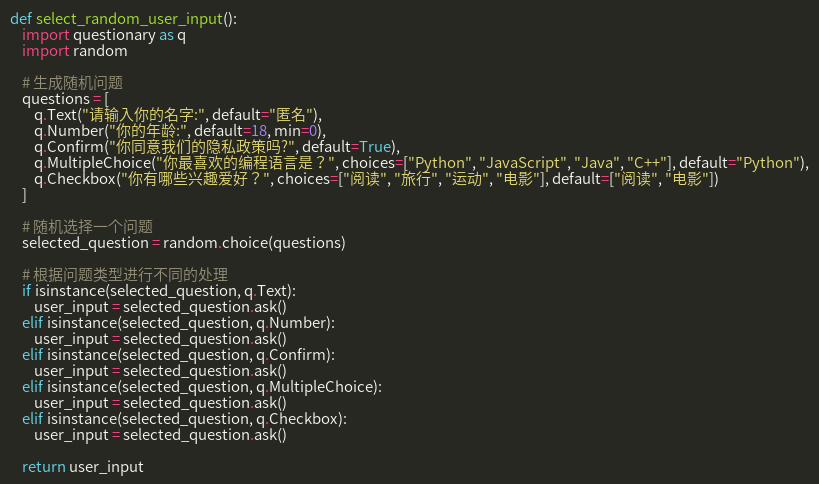 def select_random_user_input():
    import questionary as q
    import random

    # 生成随机问题
    questions = [
        q.Text("请输入你的名字:", default="匿名"),
        q.Number("你的年龄:", default=18, min=0),
        q.Confirm("你同意我们的隐私政策吗?", default=True),
        q.MultipleChoice("你最喜欢的编程语言是？", choices=["Python", "JavaScript", "Java", "C++"], default="Python"),
        q.Checkbox("你有哪些兴趣爱好？", choices=["阅读", "旅行", "运动", "电影"], default=["阅读", "电影"])
    ]

    # 随机选择一个问题
    selected_question = random.choice(questions)

    # 根据问题类型进行不同的处理
    if isinstance(selected_question, q.Text):
        user_input = selected_question.ask()
    elif isinstance(selected_question, q.Number):
        user_input = selected_question.ask()
    elif isinstance(selected_question, q.Confirm):
        user_input = selected_question.ask()
    elif isinstance(selected_question, q.MultipleChoice):
        user_input = selected_question.ask()
    elif isinstance(selected_question, q.Checkbox):
        user_input = selected_question.ask()

    return user_input